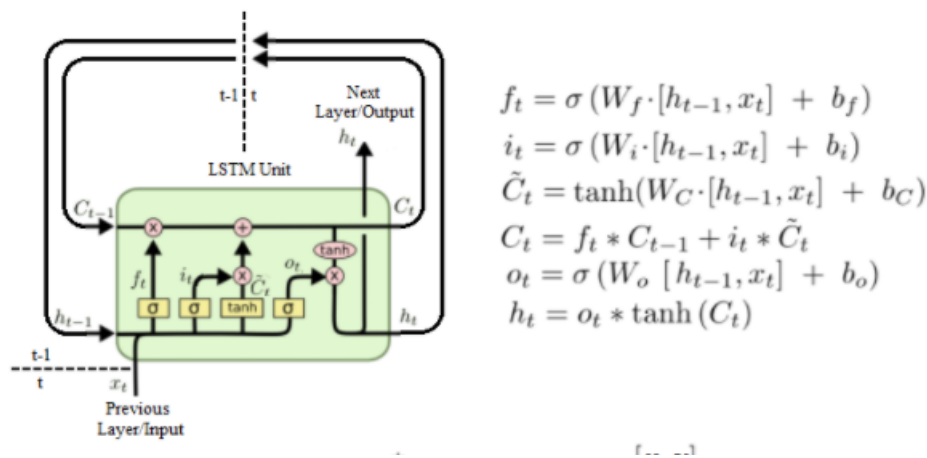 t-1 t
Next
Layer/Output
h_t
LSTM Unit
C_{t-1}
C_t
x
+
tanh
f_t
i_t
x
C̃_t
o_t
x
σ
σ
tanh
σ
h_{t-1}
h_t
t-1
t
x_t
Previous
Layer/Input
f_t = σ (W_f·[h_{t-1}, x_t] + b_f)
i_t = σ (W_i·[h_{t-1}, x_t] + b_i)
C̃_t = tanh(W_C·[h_{t-1}, x_t] + b_C)
C_t = f_t * C_{t-1} + i_t * C̃_t
o_t = σ (W_o [h_{t-1}, x_t] + b_o)
h_t = o_t * tanh (C_t)